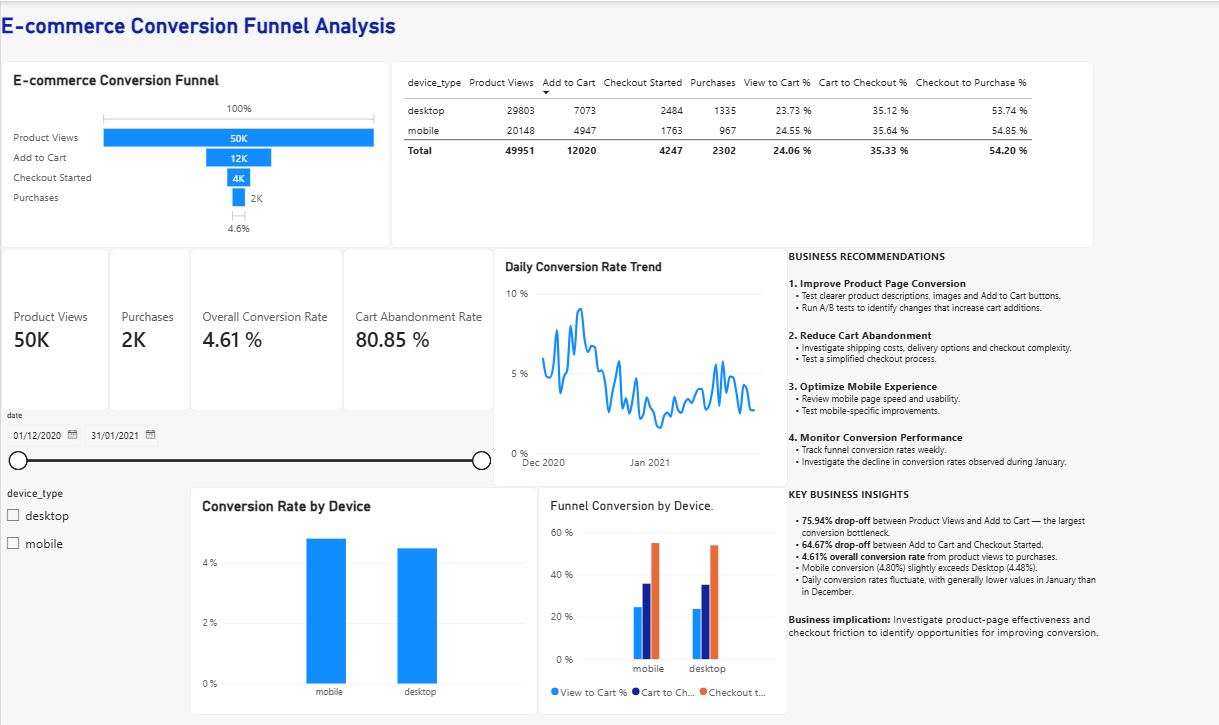 E-commerce Conversion Funnel Analysis
E-commerce Conversion Funnel
100%
Product Views 50K
Add to Cart 12K
Checkout Started 4K
Purchases 2K
4.6%
device_type Product Views Add to Cart Checkout Started Purchases View to Cart % Cart to Checkout % Checkout to Purchase %
desktop 29803 7073 2484 1335 23.73 % 35.12 % 53.74 %
mobile 20148 4947 1763 967 24.55 % 35.64 % 54.85 %
Total 49951 12020 4247 2302 24.06 % 35.33 % 54.20 %
Product Views
50K
Purchases
2K
Overall Conversion Rate
4.61 %
Cart Abandonment Rate
80.85 %
date
01/12/2020 31/01/2021
device_type
desktop
mobile
Daily Conversion Rate Trend
10 %
5 %
0 %
Dec 2020 Jan 2021
BUSINESS RECOMMENDATIONS
1. Improve Product Page Conversion
• Test clearer product descriptions, images and Add to Cart buttons.
• Run A/B tests to identify changes that increase cart additions.
2. Reduce Cart Abandonment
• Investigate shipping costs, delivery options and checkout complexity.
• Test a simplified checkout process.
3. Optimize Mobile Experience
• Review mobile page speed and usability.
• Test mobile-specific improvements.
4. Monitor Conversion Performance
• Track funnel conversion rates weekly.
• Investigate the decline in conversion rates observed during January.
Conversion Rate by Device
4 %
2 %
0 %
mobile desktop
Funnel Conversion by Device.
60 %
40 %
20 %
0 %
mobile desktop
View to Cart % Cart to Ch... Checkout t...
KEY BUSINESS INSIGHTS
• 75.94% drop-off between Product Views and Add to Cart — the largest
conversion bottleneck.
• 64.67% drop-off between Add to Cart and Checkout Started.
• 4.61% overall conversion rate from product views to purchases.
• Mobile conversion (4.80%) slightly exceeds Desktop (4.48%).
• Daily conversion rates fluctuate, with generally lower values in January than
in December.
Business implication: Investigate product-page effectiveness and
checkout friction to identify opportunities for improving conversion.